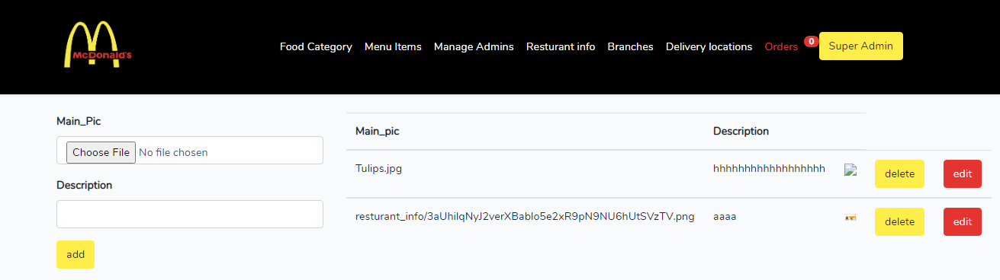 McDonald's
Food Category Menu Items Manage Admins Resturant info Branches Delivery locations Orders 0 Super Admin
Main_Pic
Choose File No file chosen
Description
add
Main_pic Description
Tulips.jpg hhhhhhhhhhhhhhhhhh delete edit
resturant_info/3aUhilqNyJ2verXBablo5e2xR9pN9NU6hUtSVzTV.png aaaa delete edit